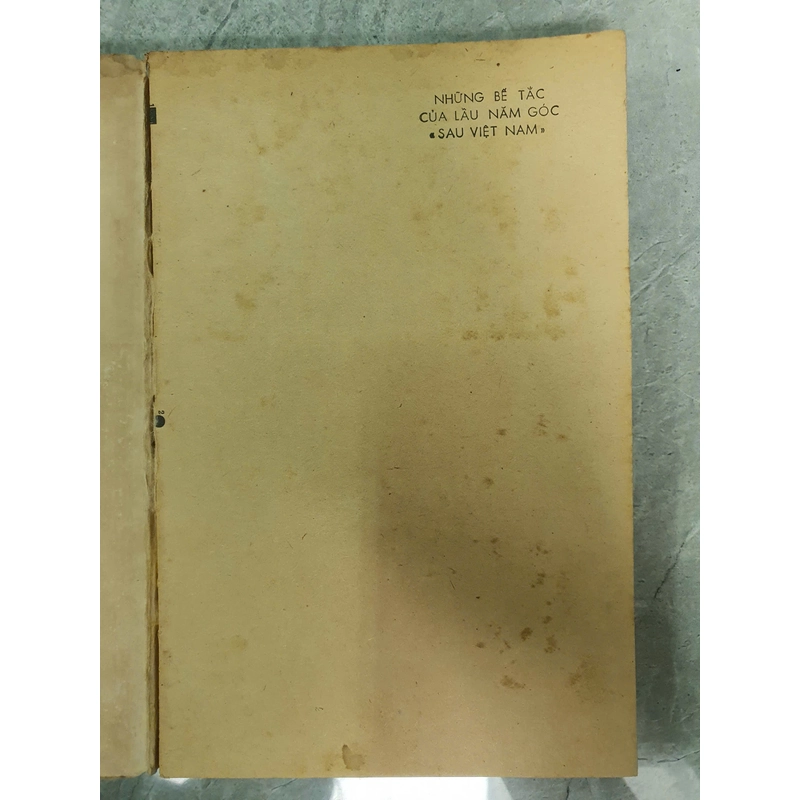 NHỮNG BẾ TẮC
CỦA LẦU NĂM GÓC
«SAU VIỆT NAM»